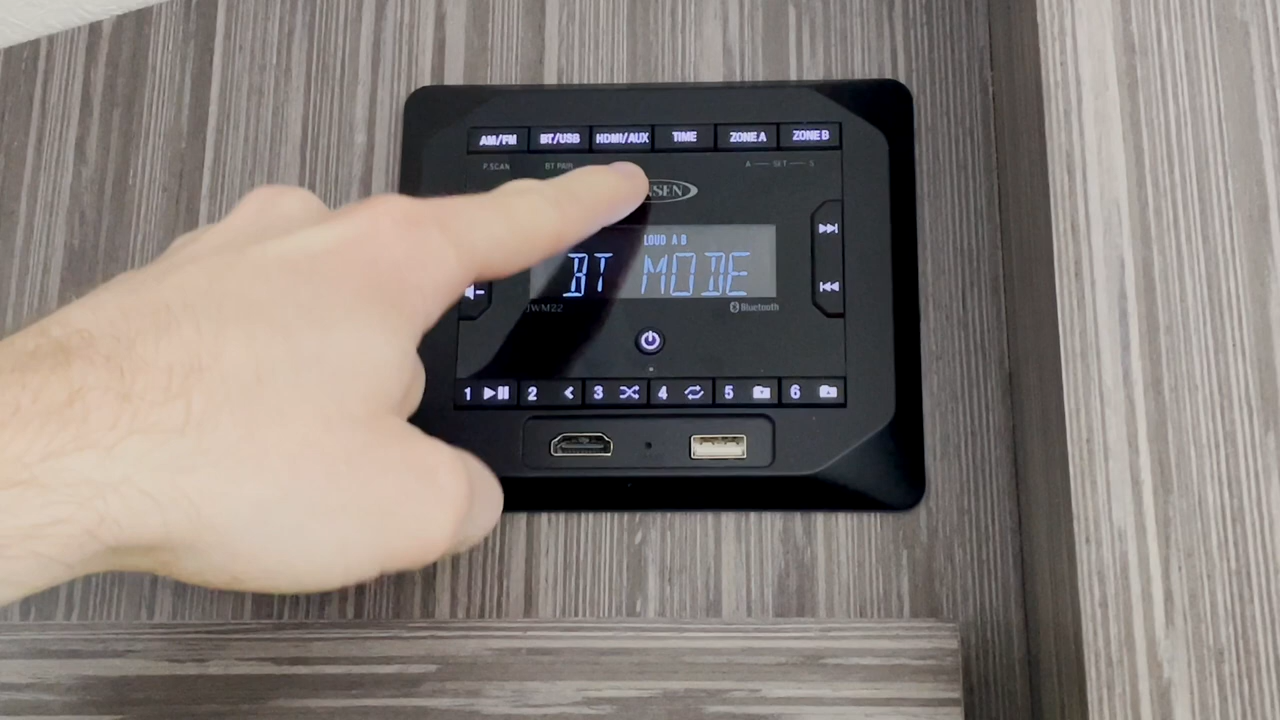 AM/FM BT/USB HDMI/AUX TIME ZONE A ZONE B
P.SCAN BT PAIR A — SET — S
NSEN
LOUD A B
BT MODE
JWM22 Bluetooth
1 2 3 4 5 6